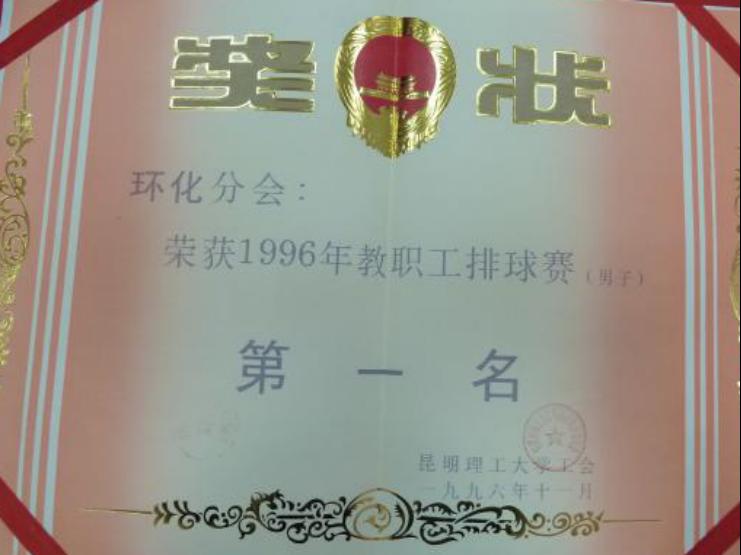 奖状
环化分会：
荣获1996年教职工排球赛（男子）
第一名
昆明理工大学工会
一九九六年十一月